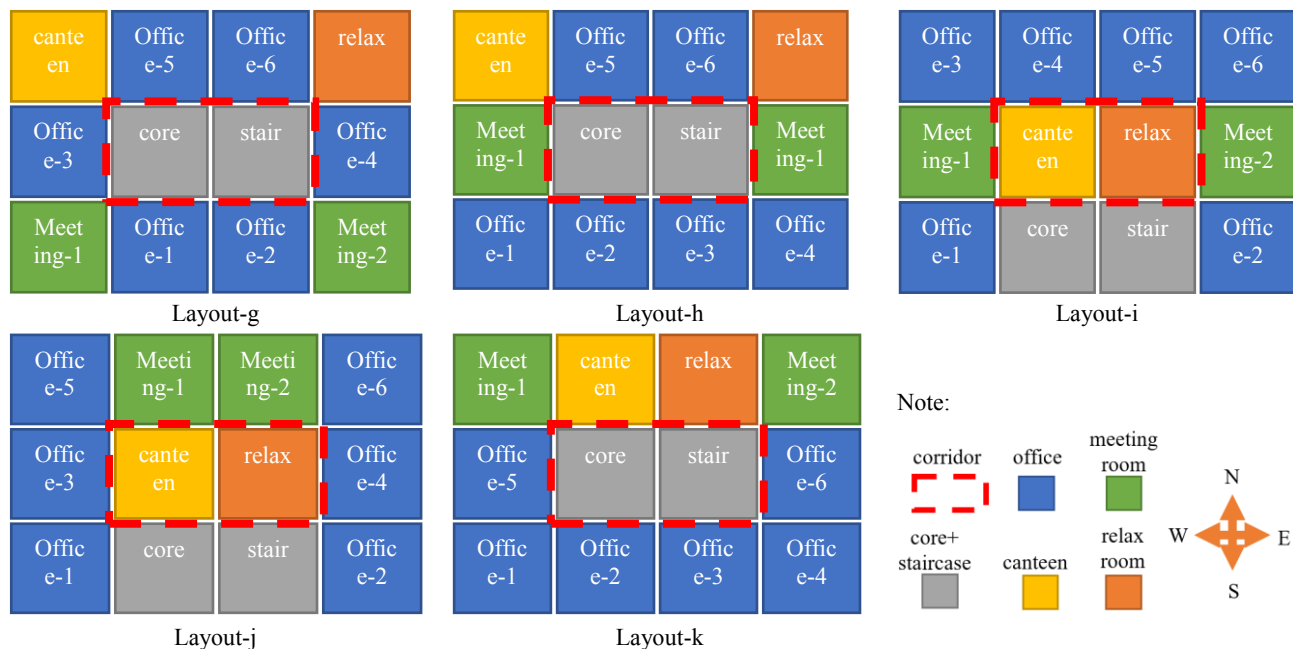 cante
en
Offic
e-5
Offic
e-6
relax
Offic
e-3
core
stair
Offic
e-4
Meet
ing-1
Offic
e-1
Offic
e-2
Meet
ing-2
Layout-g
cante
en
Offic
e-5
Offic
e-6
relax
Meet
ing-1
core
stair
Meet
ing-1
Offic
e-1
Offic
e-2
Offic
e-3
Offic
e-4
Layout-h
Offic
e-3
Offic
e-4
Offic
e-5
Offic
e-6
Meet
ing-1
cante
en
relax
Meet
ing-2
Offic
e-1
core
stair
Offic
e-2
Layout-i
Offic
e-5
Meeti
ng-1
Meeti
ng-2
Offic
e-6
Offic
e-3
cante
en
relax
Offic
e-4
Offic
e-1
core
stair
Offic
e-2
Layout-j
Meet
ing-1
cante
en
relax
Meet
ing-2
Offic
e-5
core
stair
Offic
e-6
Offic
e-1
Offic
e-2
Offic
e-3
Offic
e-4
Layout-k
Note:
corridor
office
meeting
room
core+
staircase
canteen
relax
room
N
W
E
S